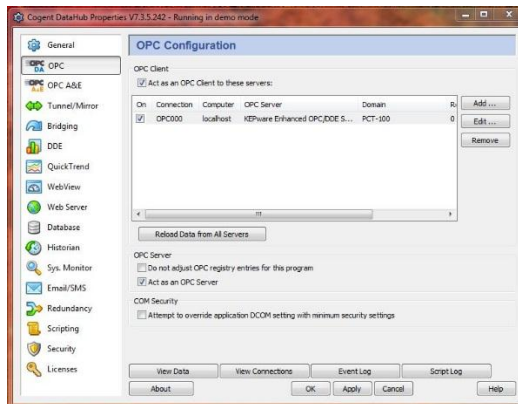 Cogent DataHub Properties V7.3.5.242 - Running in demo mode
General
OPC DA OPC
OPC A&E OPC A&E
Tunnel/Mirror
Bridging
DDE
QuickTrend
WebView
Web Server
Database
Historian
Sys. Monitor
Email/SMS
Redundancy
Scripting
Security
Licenses
OPC Configuration
OPC Client
Act as an OPC Client to these servers:
On Connection Computer OPC Server Domain R
OPC000 localhost KEPware Enhanced OPC/DDE S... PCT-100 0
Add ...
Edit ...
Remove
Reload Data from All Servers
OPC Server
Do not adjust OPC registry entries for this program
Act as an OPC Server
COM Security
Attempt to override application DCOM setting with minimum security settings
View Data View Connections Event Log Script Log
About OK Apply Cancel Help